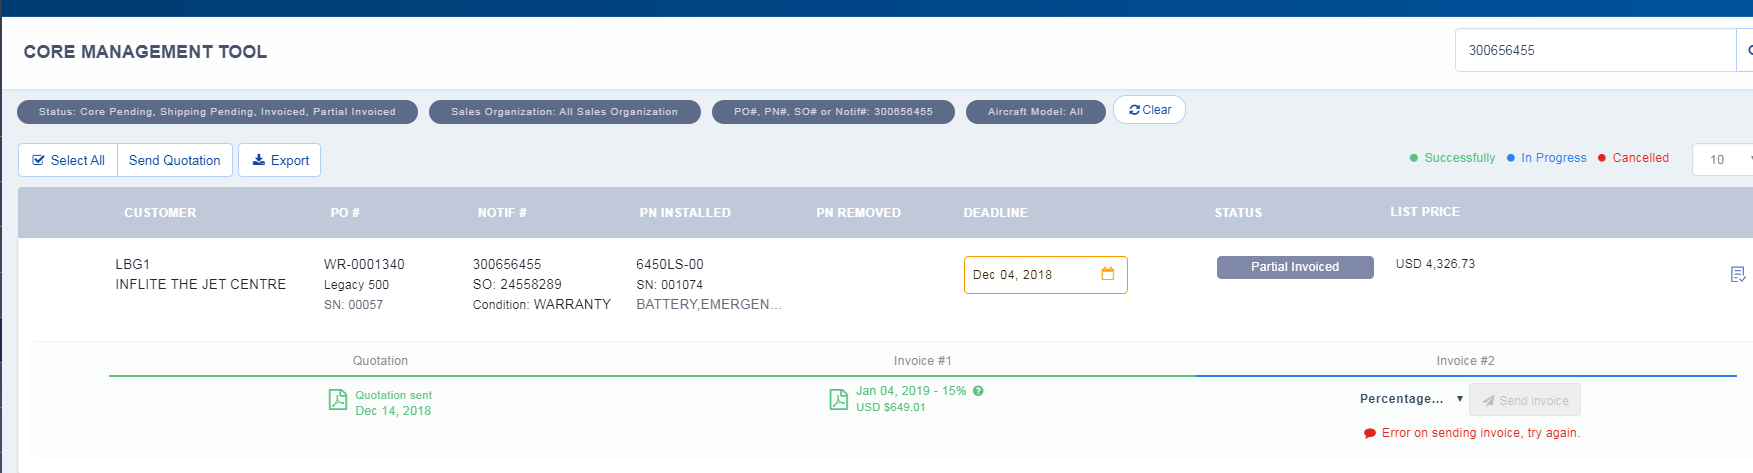 CORE MANAGEMENT TOOL
300656455
Status: Core Pending, Shipping Pending, Invoiced, Partial Invoiced
Sales Organization: All Sales Organization
PO#, PN#, SO# or Notif#: 300656455
Aircraft Model: All
Clear
Select All
Send Quotation
Export
Successfully
In Progress
Cancelled
10
CUSTOMER
PO #
NOTIF #
PN INSTALLED
PN REMOVED
DEADLINE
STATUS
LIST PRICE
LBG1
INFLITE THE JET CENTRE
WR-0001340
Legacy 500
SN: 00057
300656455
SO: 24558289
Condition: WARRANTY
6450LS-00
SN: 001074
BATTERY,EMERGEN...
Dec 04, 2018
Partial Invoiced
USD 4,326.73
Quotation
Invoice #1
Invoice #2
Quotation sent
Dec 14, 2018
Jan 04, 2019 - 15%
USD $649.01
Percentage...
Send invoice
Error on sending invoice, try again.